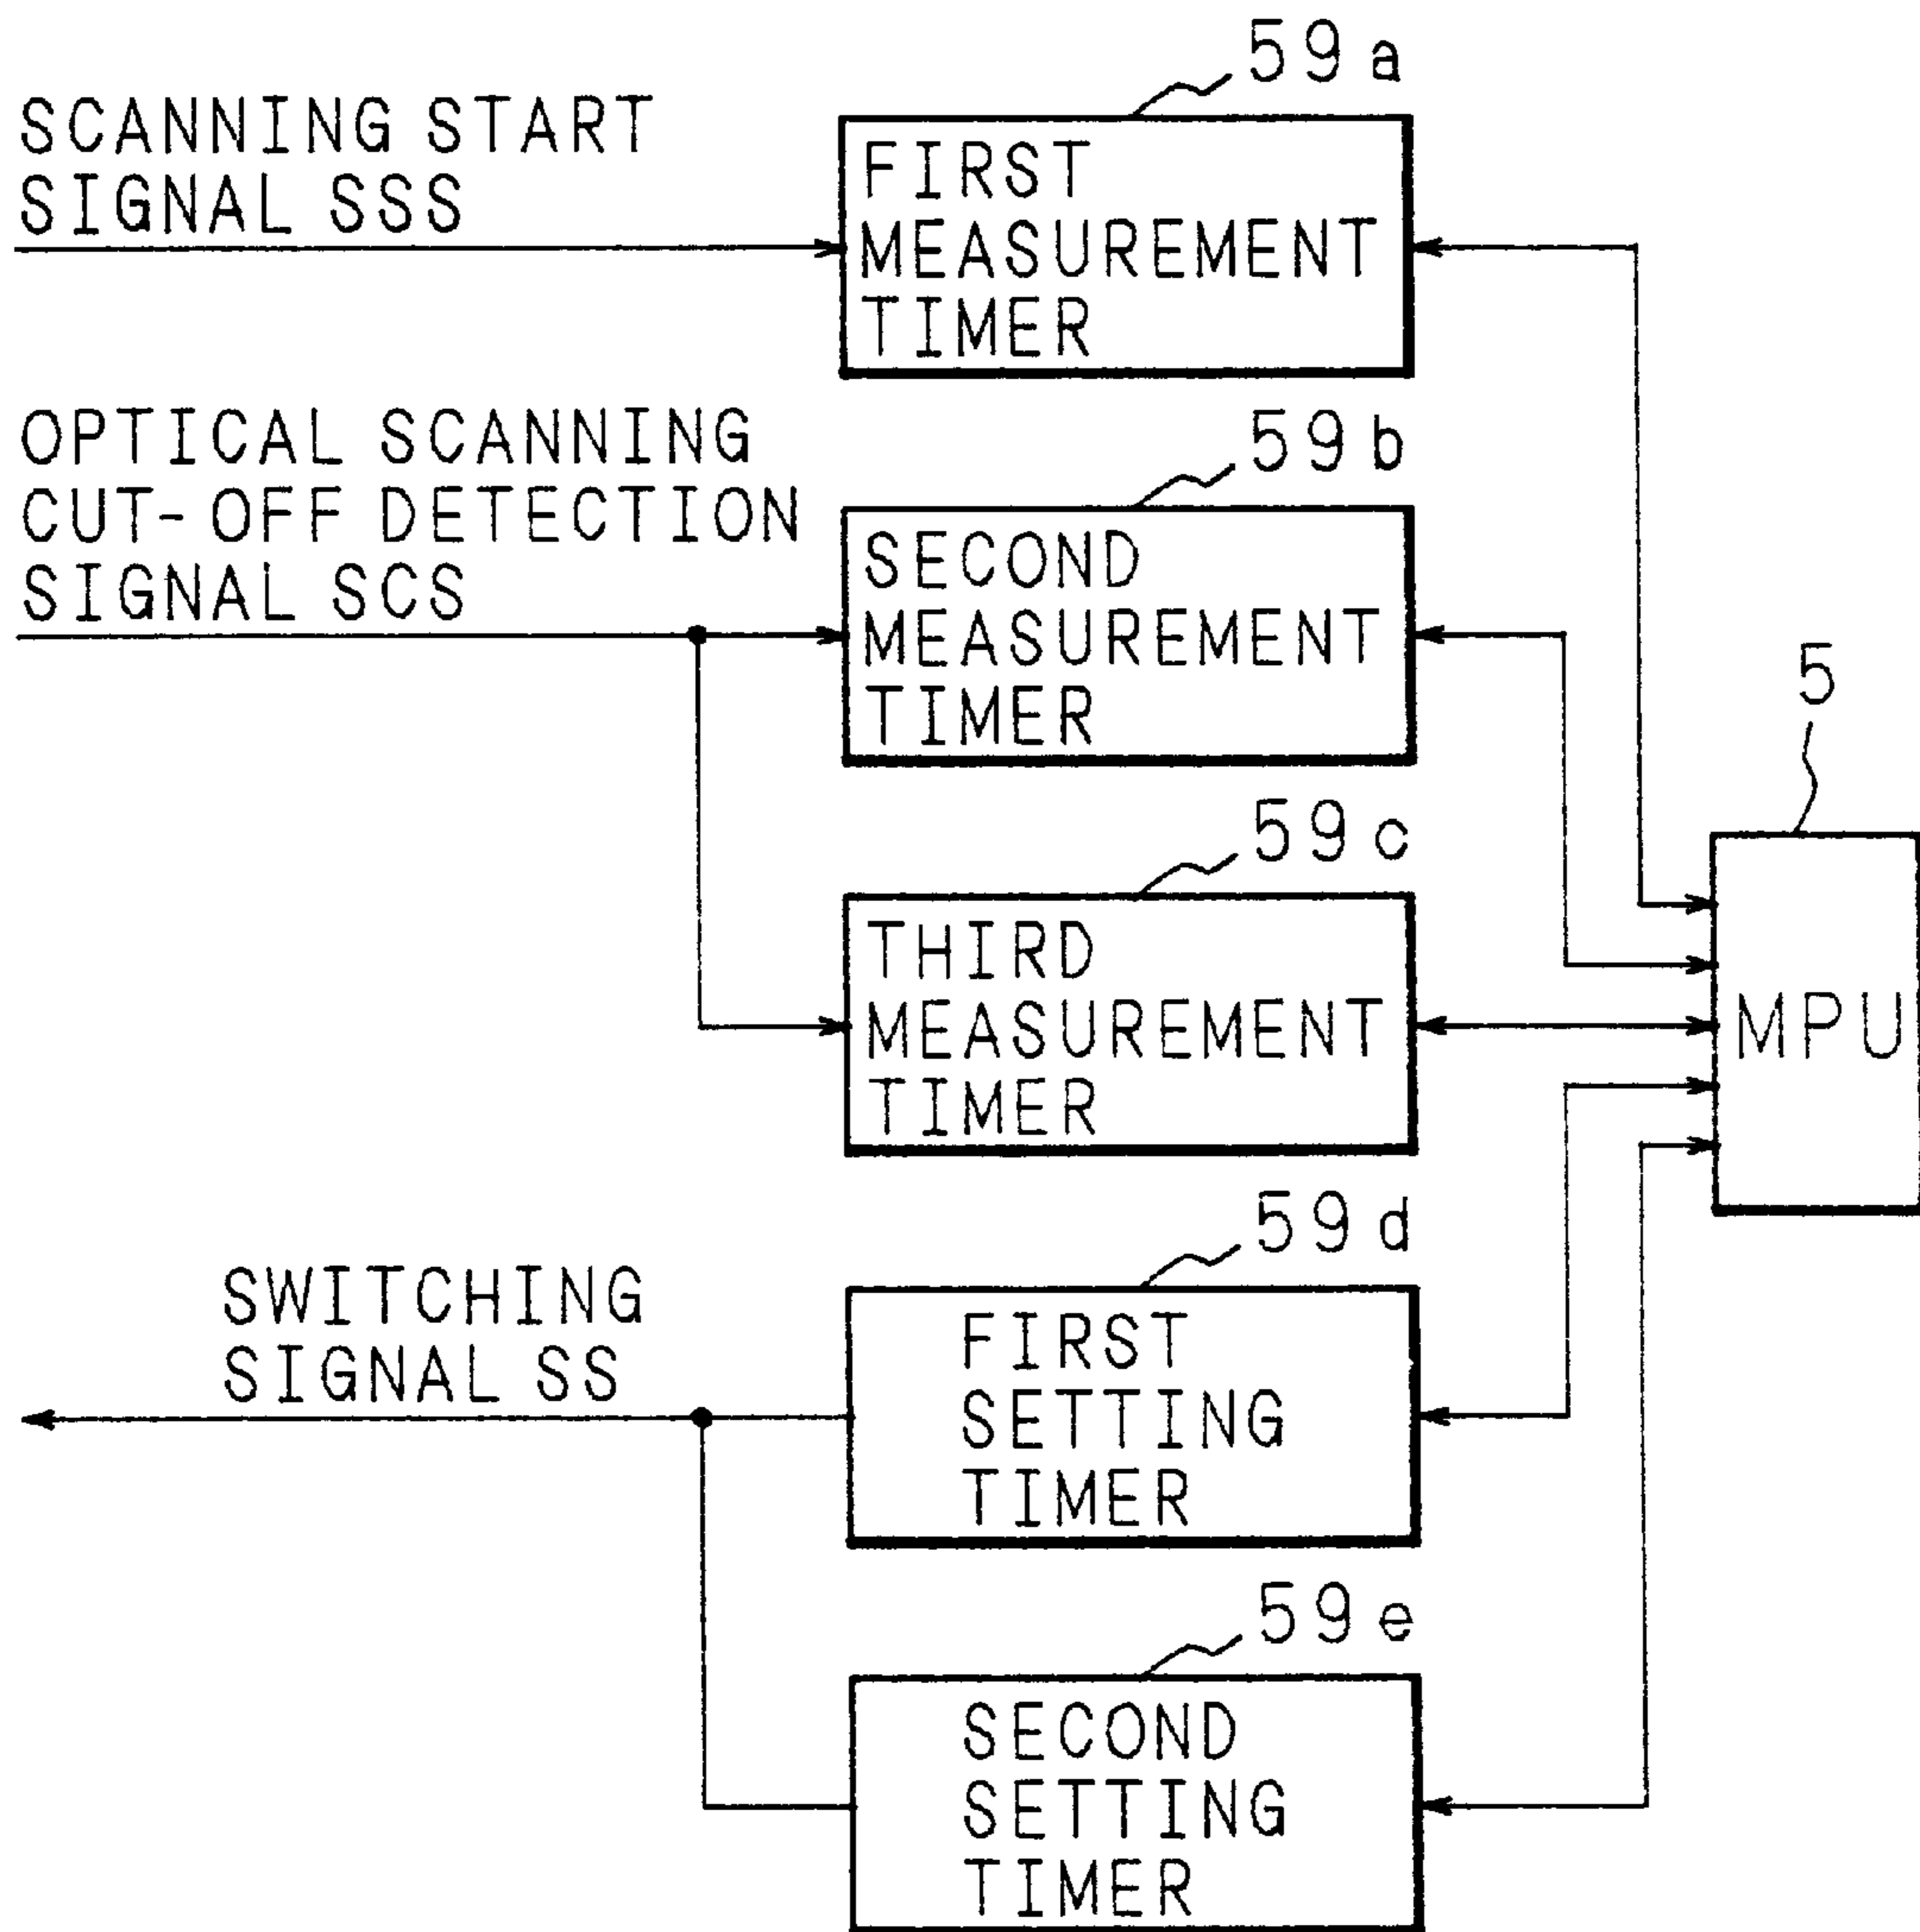 59a
SCANNING START
SIGNAL SSS
FIRST
MEASUREMENT
TIMER
OPTICAL SCANNING
CUT-OFF DETECTION
SIGNAL SCS
59b
SECOND
MEASUREMENT
TIMER
5
59c
THIRD
MEASUREMENT
TIMER
MPU
59d
SWITCHING
SIGNAL SS
FIRST
SETTING
TIMER
59e
SECOND
SETTING
TIMER